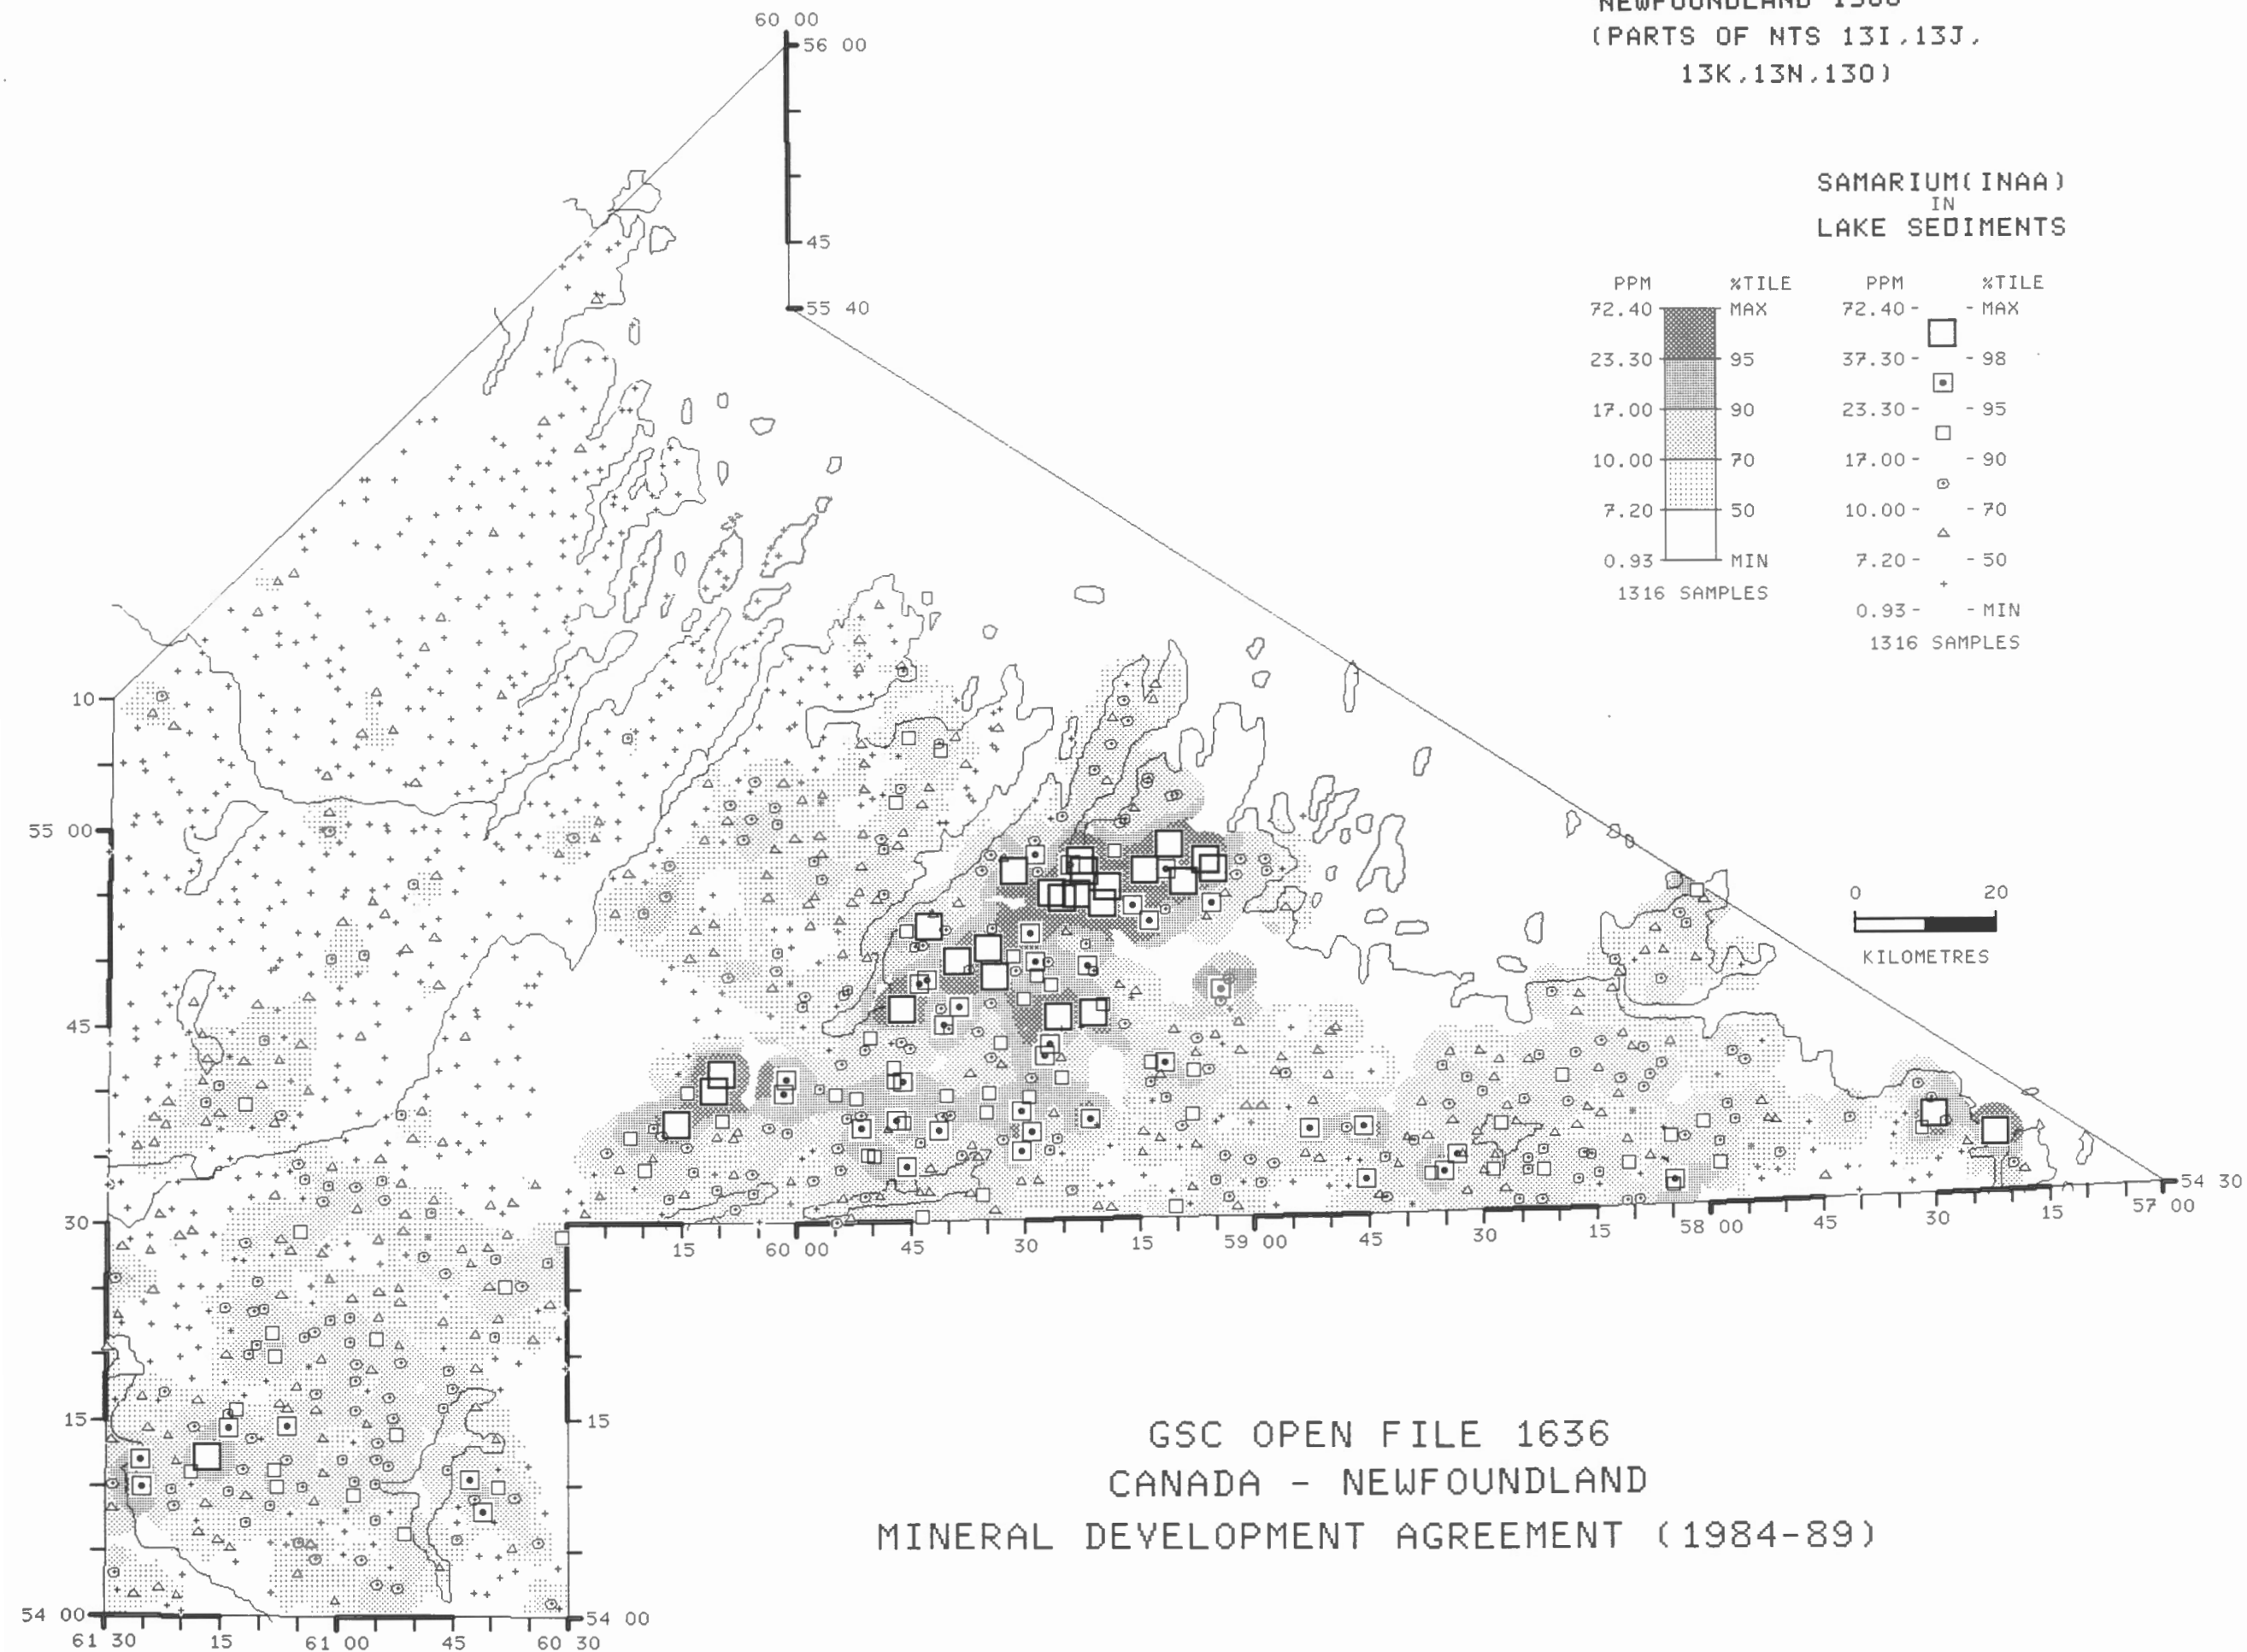 NEWFOUNDLAND
(PARTS OF NTS 13I,13J,
13K,13N,13O)
SAMARIUM(INAA)
IN
LAKE SEDIMENTS
PPM %TILE PPM %TILE
72.40 MAX 72.40- - MAX
23.30 95 37.30- - 98
17.00 90 23.30- - 95
10.00 70 17.00- - 90
7.20 50 10.00- - 70
0.93 MIN 7.20- - 50
1316 SAMPLES
0.93- - MIN
1316 SAMPLES
60 00
56 00
45
55 40
10
55 00
45
30
15
54 00
61 30 15 61 00 45 60 30
15
54 00
15 60 00 45 30 15 59 00 45 30 15 58 00 45 30 15 57 00
54 30
0 20
KILOMETRES
GSC OPEN FILE 1636
CANADA - NEWFOUNDLAND
MINERAL DEVELOPMENT AGREEMENT (1984-89)